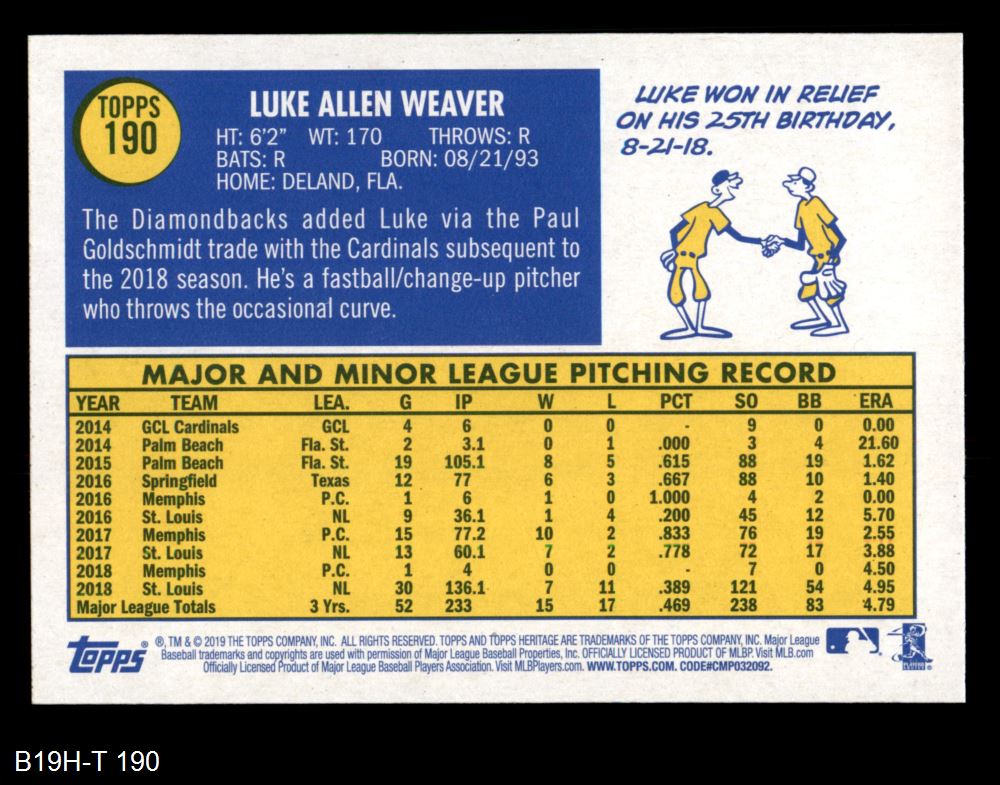 TOPPS
190
LUKE ALLEN WEAVER
HT: 6'2" WT: 170 THROWS: R
BATS: R BORN: 08/21/93
HOME: DELAND, FLA.
The Diamondbacks added Luke via the Paul
Goldschmidt trade with the Cardinals subsequent to
the 2018 season. He's a fastball/change-up pitcher
who throws the occasional curve.
LUKE WON IN RELIEF
ON HIS 25TH BIRTHDAY,
8-21-18.
MAJOR AND MINOR LEAGUE PITCHING RECORD
YEAR TEAM LEA. G IP W L PCT SO BB ERA
2014 GCL Cardinals GCL 4 6 0 0 - 9 0 0.00
2014 Palm Beach Fla. St. 2 3.1 0 1 .000 3 4 21.60
2015 Palm Beach Fla. St. 19 105.1 8 5 .615 88 19 1.62
2016 Springfield Texas 12 77 6 3 .667 88 10 1.40
2016 Memphis P.C. 1 6 1 0 1.000 4 2 0.00
2016 St. Louis NL 9 36.1 1 4 .200 45 12 5.70
2017 Memphis P.C. 15 77.2 10 2 .833 76 19 2.55
2017 St. Louis NL 13 60.1 7 2 .778 72 17 3.88
2018 Memphis P.C. 1 4 0 0 - 7 0 4.50
2018 St. Louis NL 30 136.1 7 11 .389 121 54 4.95
Major League Totals 3 Yrs. 52 233 15 17 .469 238 83 4.79
Topps ®, TM & © 2019 THE TOPPS COMPANY, INC. ALL RIGHTS RESERVED. TOPPS AND TOPPS HERITAGE ARE TRADEMARKS OF THE TOPPS COMPANY, INC. Major League
Baseball trademarks and copyrights are used with permission of Major League Baseball Properties, Inc. OFFICIALLY LICENSED PRODUCT OF MLBP. Visit MLB.com
Officially Licensed Product of Major League Baseball Players Association. Visit MLBPlayers.com. WWW.TOPPS.COM. CODE#CMP032092.
B19H-T 190